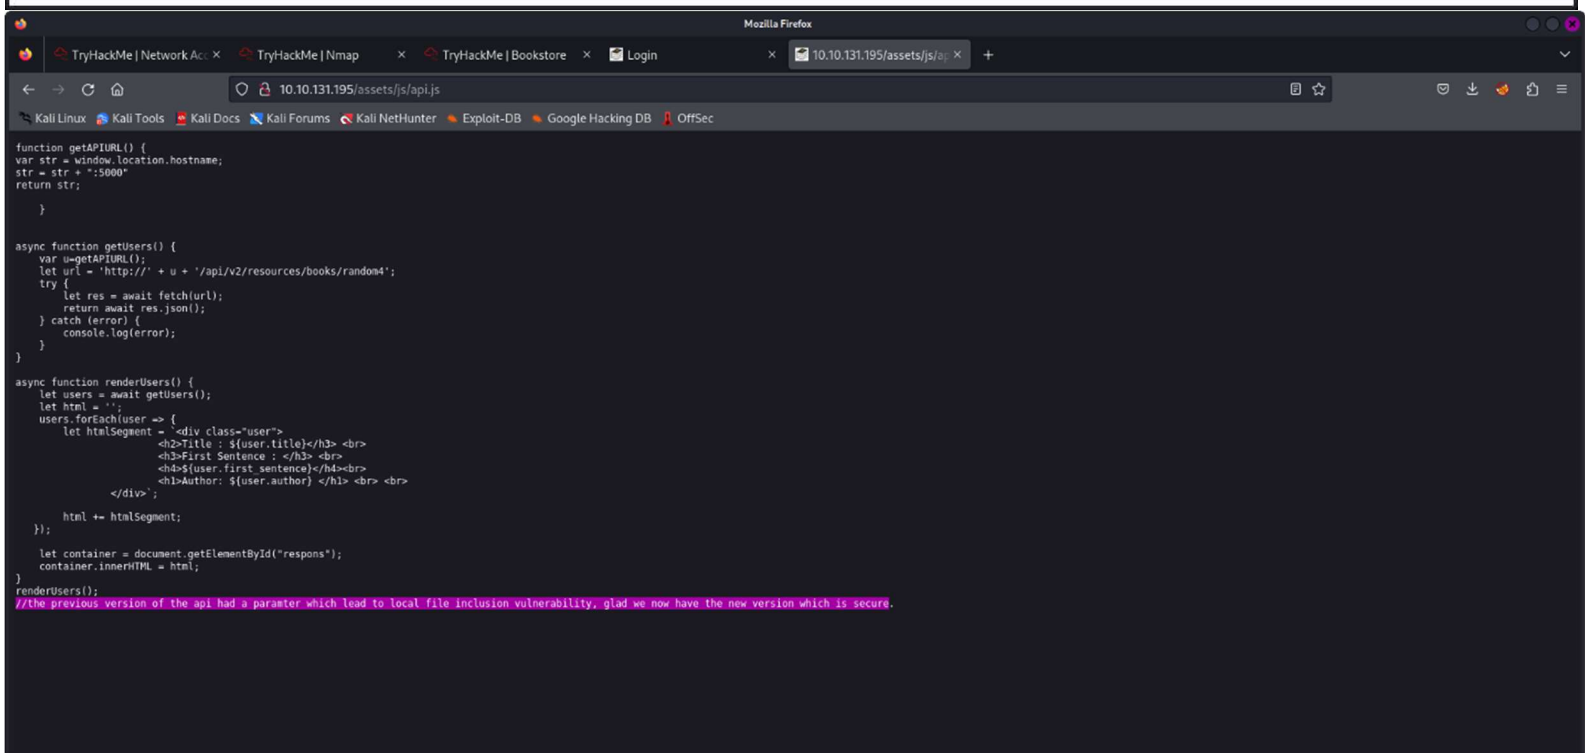 Mozilla Firefox
TryHackMe | Network Acc TryHackMe | Nmap TryHackMe | Bookstore Login 10.10.131.195/assets/js/ap
10.10.131.195/assets/js/api.js
Kali Linux Kali Tools Kali Docs Kali Forums Kali NetHunter Exploit-DB Google Hacking DB OffSec
function getAPIURL() {
var str = window.location.hostname;
str = str + ":5000"
return str;
}
async function getUsers() {
var u=getAPIURL();
let url = 'http://' + u + '/api/v2/resources/books/random4';
try {
let res = await fetch(url);
return await res.json();
} catch (error) {
console.log(error);
}
}
async function renderUsers() {
let users = await getUsers();
let html = '';
users.forEach(user => {
let htmlSegment = `<div class="user">
<h2>Title : ${user.title}</h3> <br>
<h3>First Sentence : </h3> <br>
<h4>${user.first_sentence}</h4><br>
<h1>Author: ${user.author} </h1> <br> <br>
</div>`;
html += htmlSegment;
});
let container = document.getElementById("respons");
container.innerHTML = html;
}
renderUsers();
//the previous version of the api had a paramter which lead to local file inclusion vulnerability, glad we now have the new version which is secure.